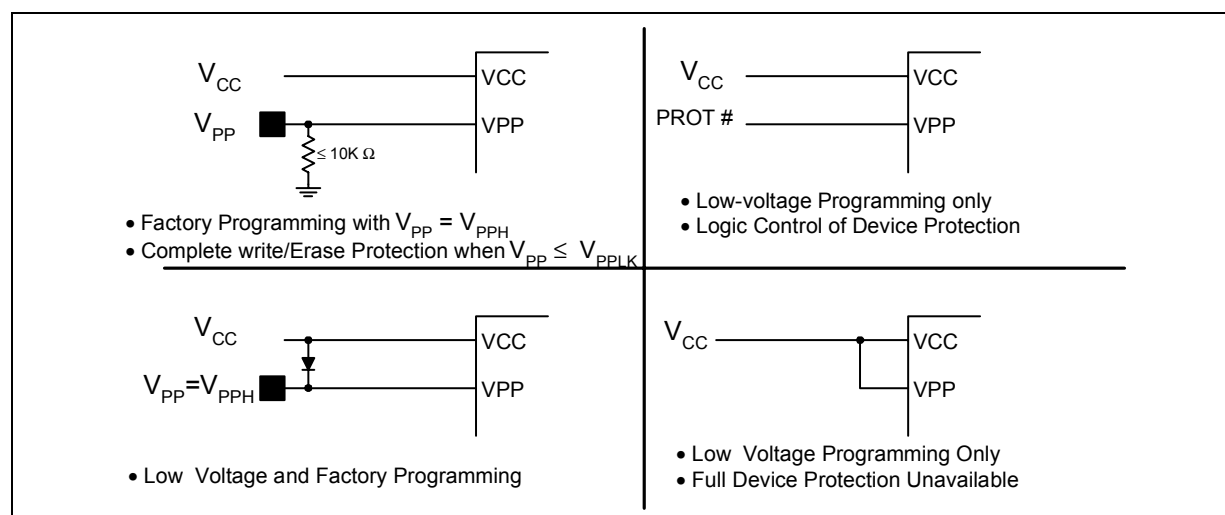 VCC
VCC
VPP
VPP
≤ 10K Ω
• Factory Programming with VPP = VPPH
• Complete write/Erase Protection when VPP ≤ VPPLK
VCC
VCC
PROT #
VPP
• Low-voltage Programming only
• Logic Control of Device Protection
VCC
VCC
VPP=VPPH
VPP
• Low Voltage and Factory Programming
VCC
VCC
VPP
• Low Voltage Programming Only
• Full Device Protection Unavailable